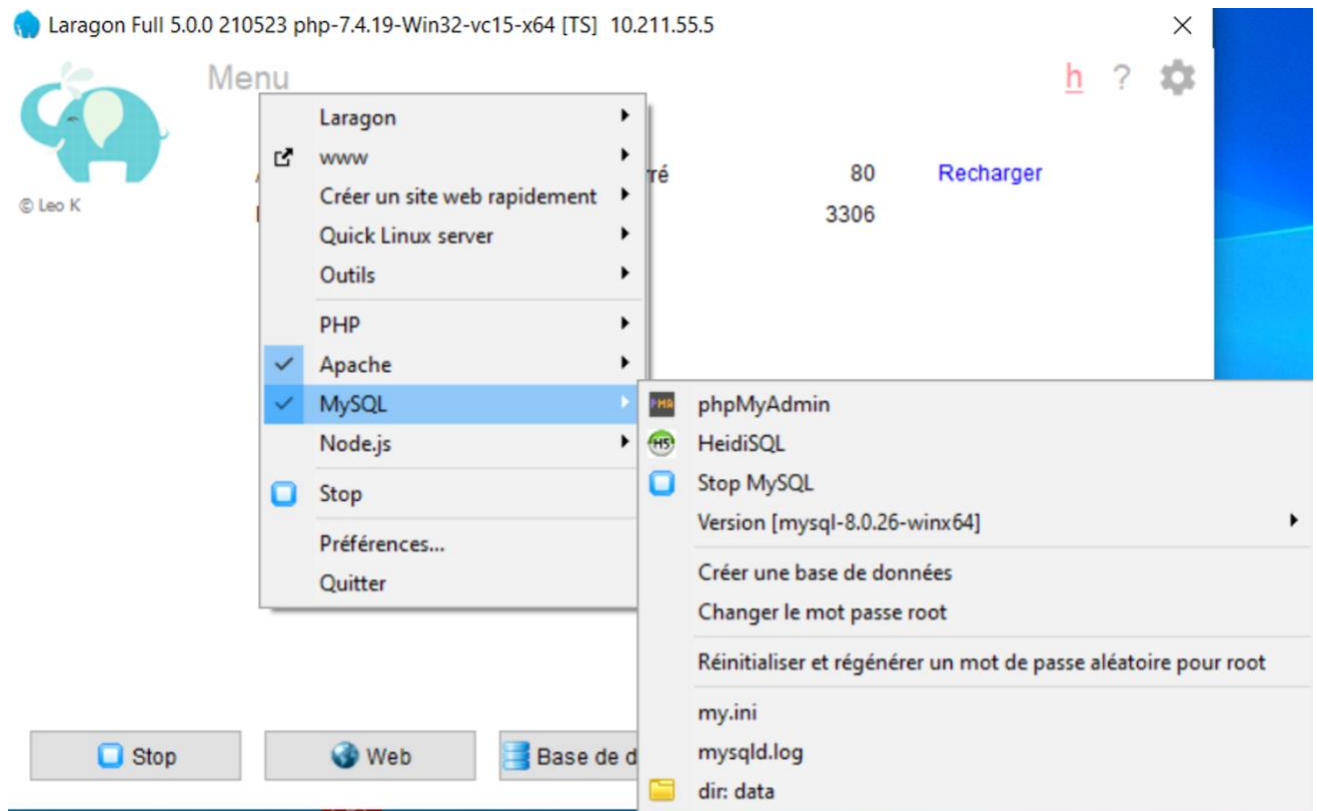 Laragon Full 5.0.0 210523 php-7.4.19-Win32-vc15-x64 [TS] 10.211.55.5
Menu
h ?
© Leo K
Laragon
www
Créer un site web rapidement
Quick Linux server
Outils
PHP
Apache
MySQL
Node.js
Stop
Préférences...
Quitter
80 Recharger
3306
phpMyAdmin
HeidiSQL
Stop MySQL
Version [mysql-8.0.26-winx64]
Créer une base de données
Changer le mot passe root
Réinitialiser et régénérer un mot de passe aléatoire pour root
my.ini
mysqld.log
dir: data
Stop
Web
Base de d